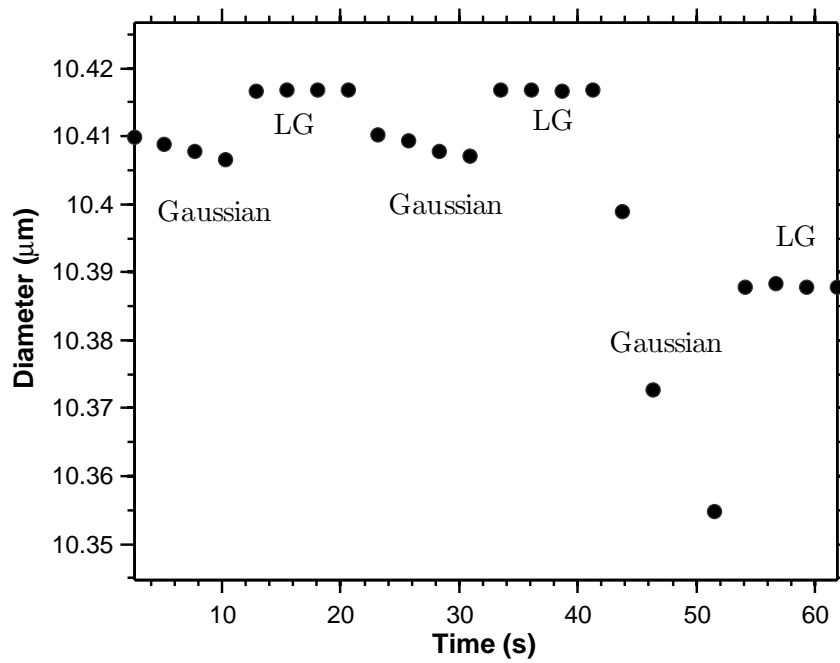 10.42
LG
LG
10.41
Gaussian
Gaussian
10.4
LG
10.39
Diameter (μm)
10.38
Gaussian
10.37
10.36
10.35
10
20
30
40
50
60
Time (s)